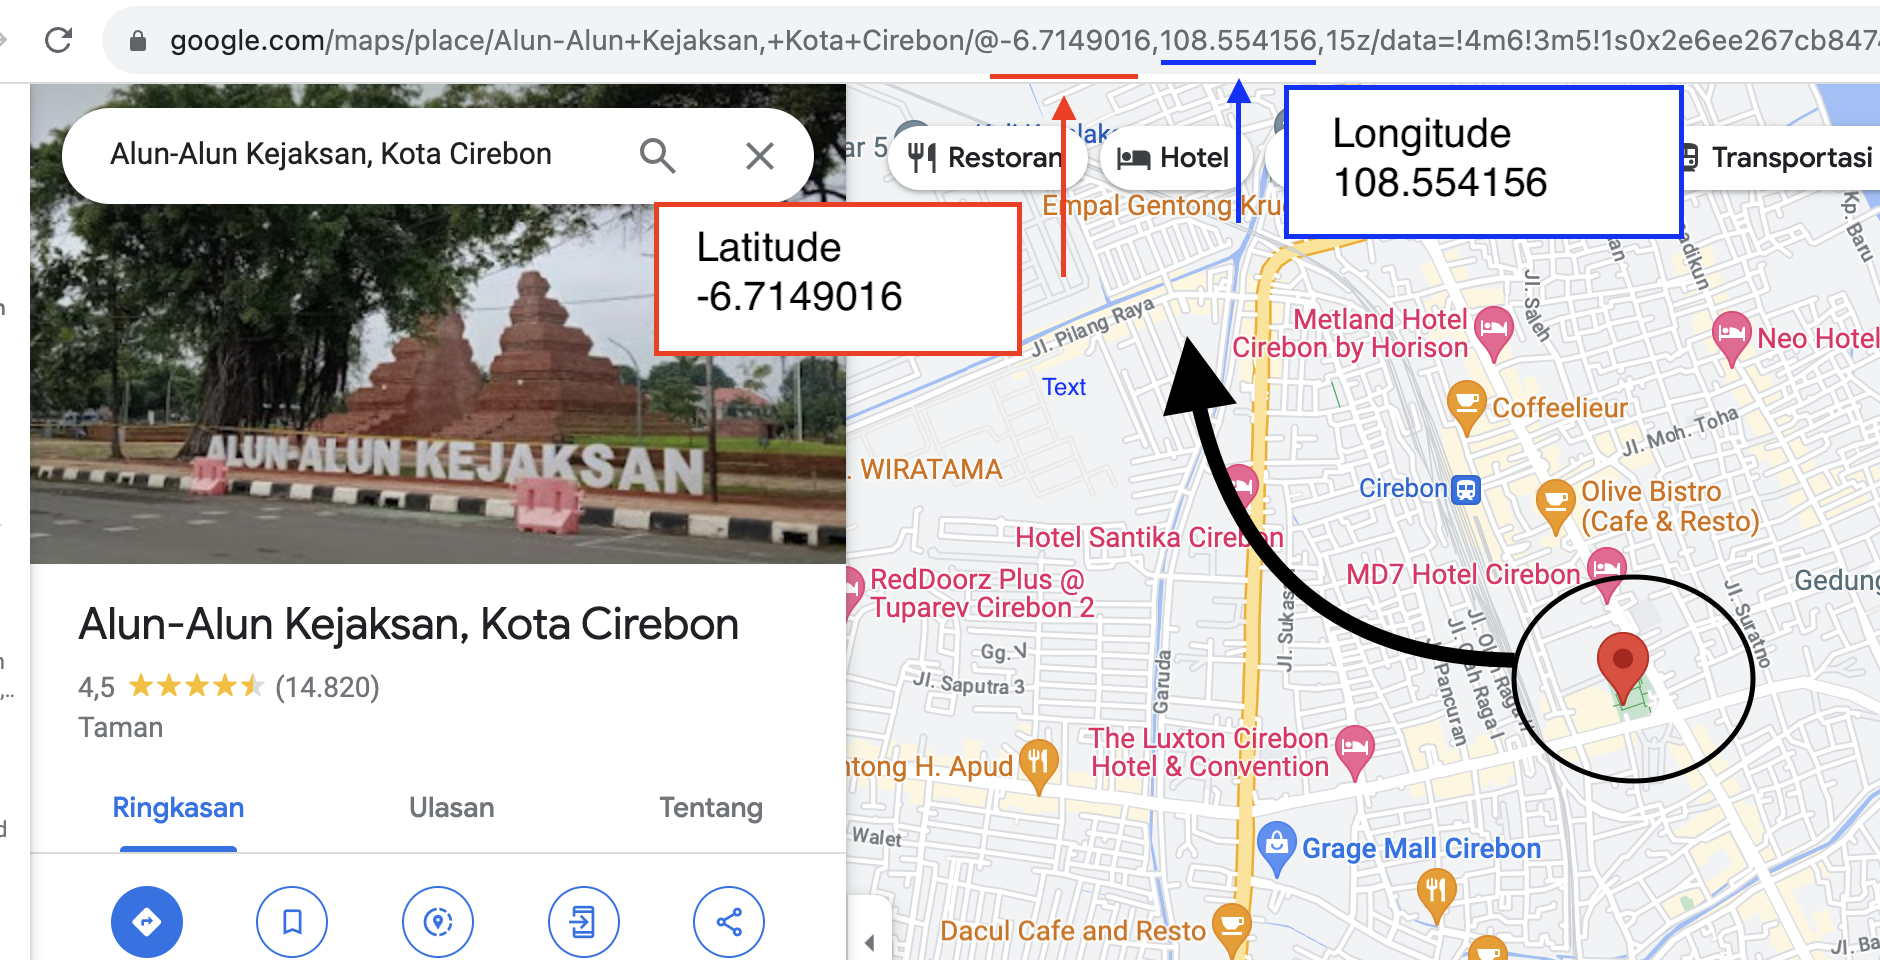 google.com/maps/place/Alun-Alun+Kejaksan,+Kota+Cirebon/@-6.7149016,108.554156,15z/data=!4m6!3m5!1s0x2e6ee267cb847
Alun-Alun Kejaksan, Kota Cirebon
Restoran
Hotel
Transportasi
Longitude
108.554156
Latitude
-6.7149016
Empal Gentong Kru
Kp. Baru
Jl. Pilang Raya
Jl. Saleh
Metland Hotel
Cirebon by Horison
Neo Hotel
Text
Coffeelieur
Jl. Moh. Toha
ALUN-ALUN KEJAKSAN
WIRATAMA
Cirebon
Olive Bistro
(Cafe & Resto)
Hotel Santika Cirebon
RedDoorz Plus @
Tuparev Cirebon 2
MD7 Hotel Cirebon
Gedung
Jl. Suratno
Jl. Sukas
Alun-Alun Kejaksan, Kota Cirebon
4,5
(14.820)
Taman
Gg. V
Jl. Saputra 3
Garuda
Pancuran
The Luxton Cirebon
Hotel & Convention
ntong H. Apud
Ringkasan
Ulasan
Tentang
Walet
Grage Mall Cirebon
Dacul Cafe and Resto
Jl. Ba